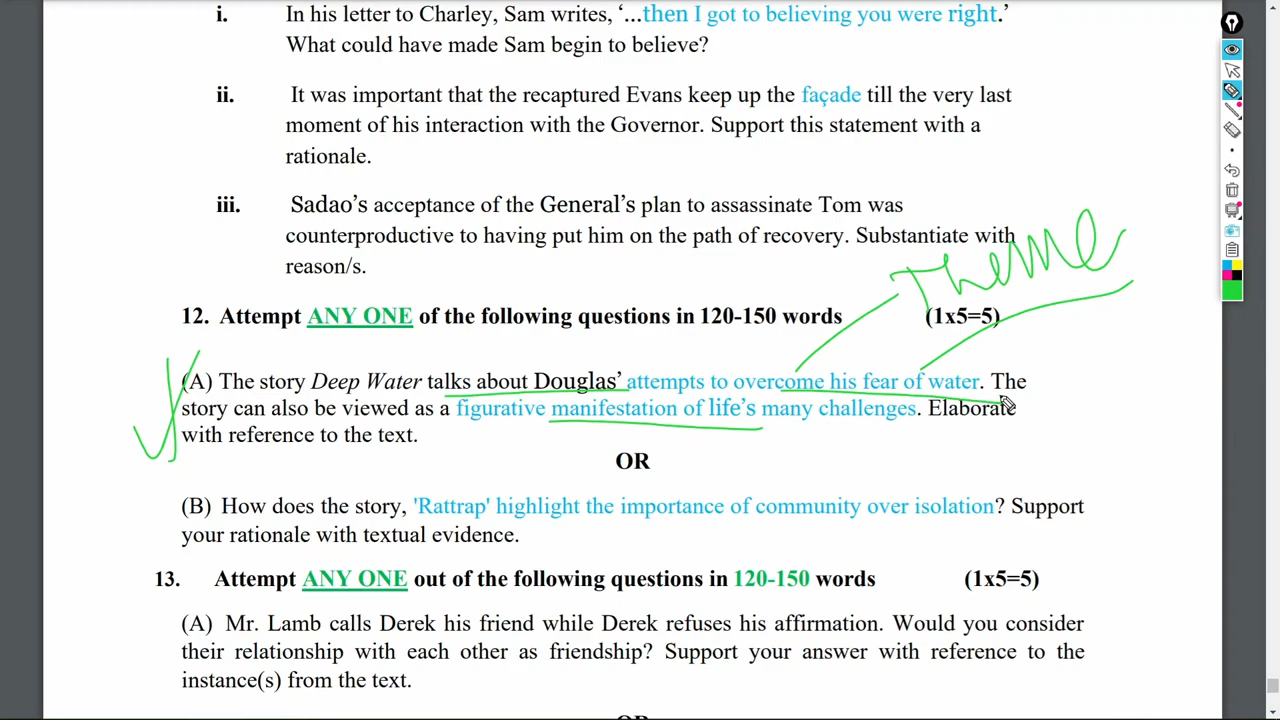 i. In his letter to Charley, Sam writes, ‘...then I got to believing you were right.’
What could have made Sam begin to believe?
ii. It was important that the recaptured Evans keep up the façade till the very last
moment of his interaction with the Governor. Support this statement with a
rationale.
iii. Sadao’s acceptance of the General’s plan to assassinate Tom was
counterproductive to having put him on the path of recovery. Substantiate with
reason/s.
Theme
12. Attempt ANY ONE of the following questions in 120-150 words (1x5=5)
(A) The story Deep Water talks about Douglas’ attempts to overcome his fear of water. The
story can also be viewed as a figurative manifestation of life’s many challenges. Elaborate
with reference to the text.
OR
(B) How does the story, 'Rattrap' highlight the importance of community over isolation? Support
your rationale with textual evidence.
13. Attempt ANY ONE out of the following questions in 120-150 words (1x5=5)
(A) Mr. Lamb calls Derek his friend while Derek refuses his affirmation. Would you consider
their relationship with each other as friendship? Support your answer with reference to the
instance(s) from the text.
OR